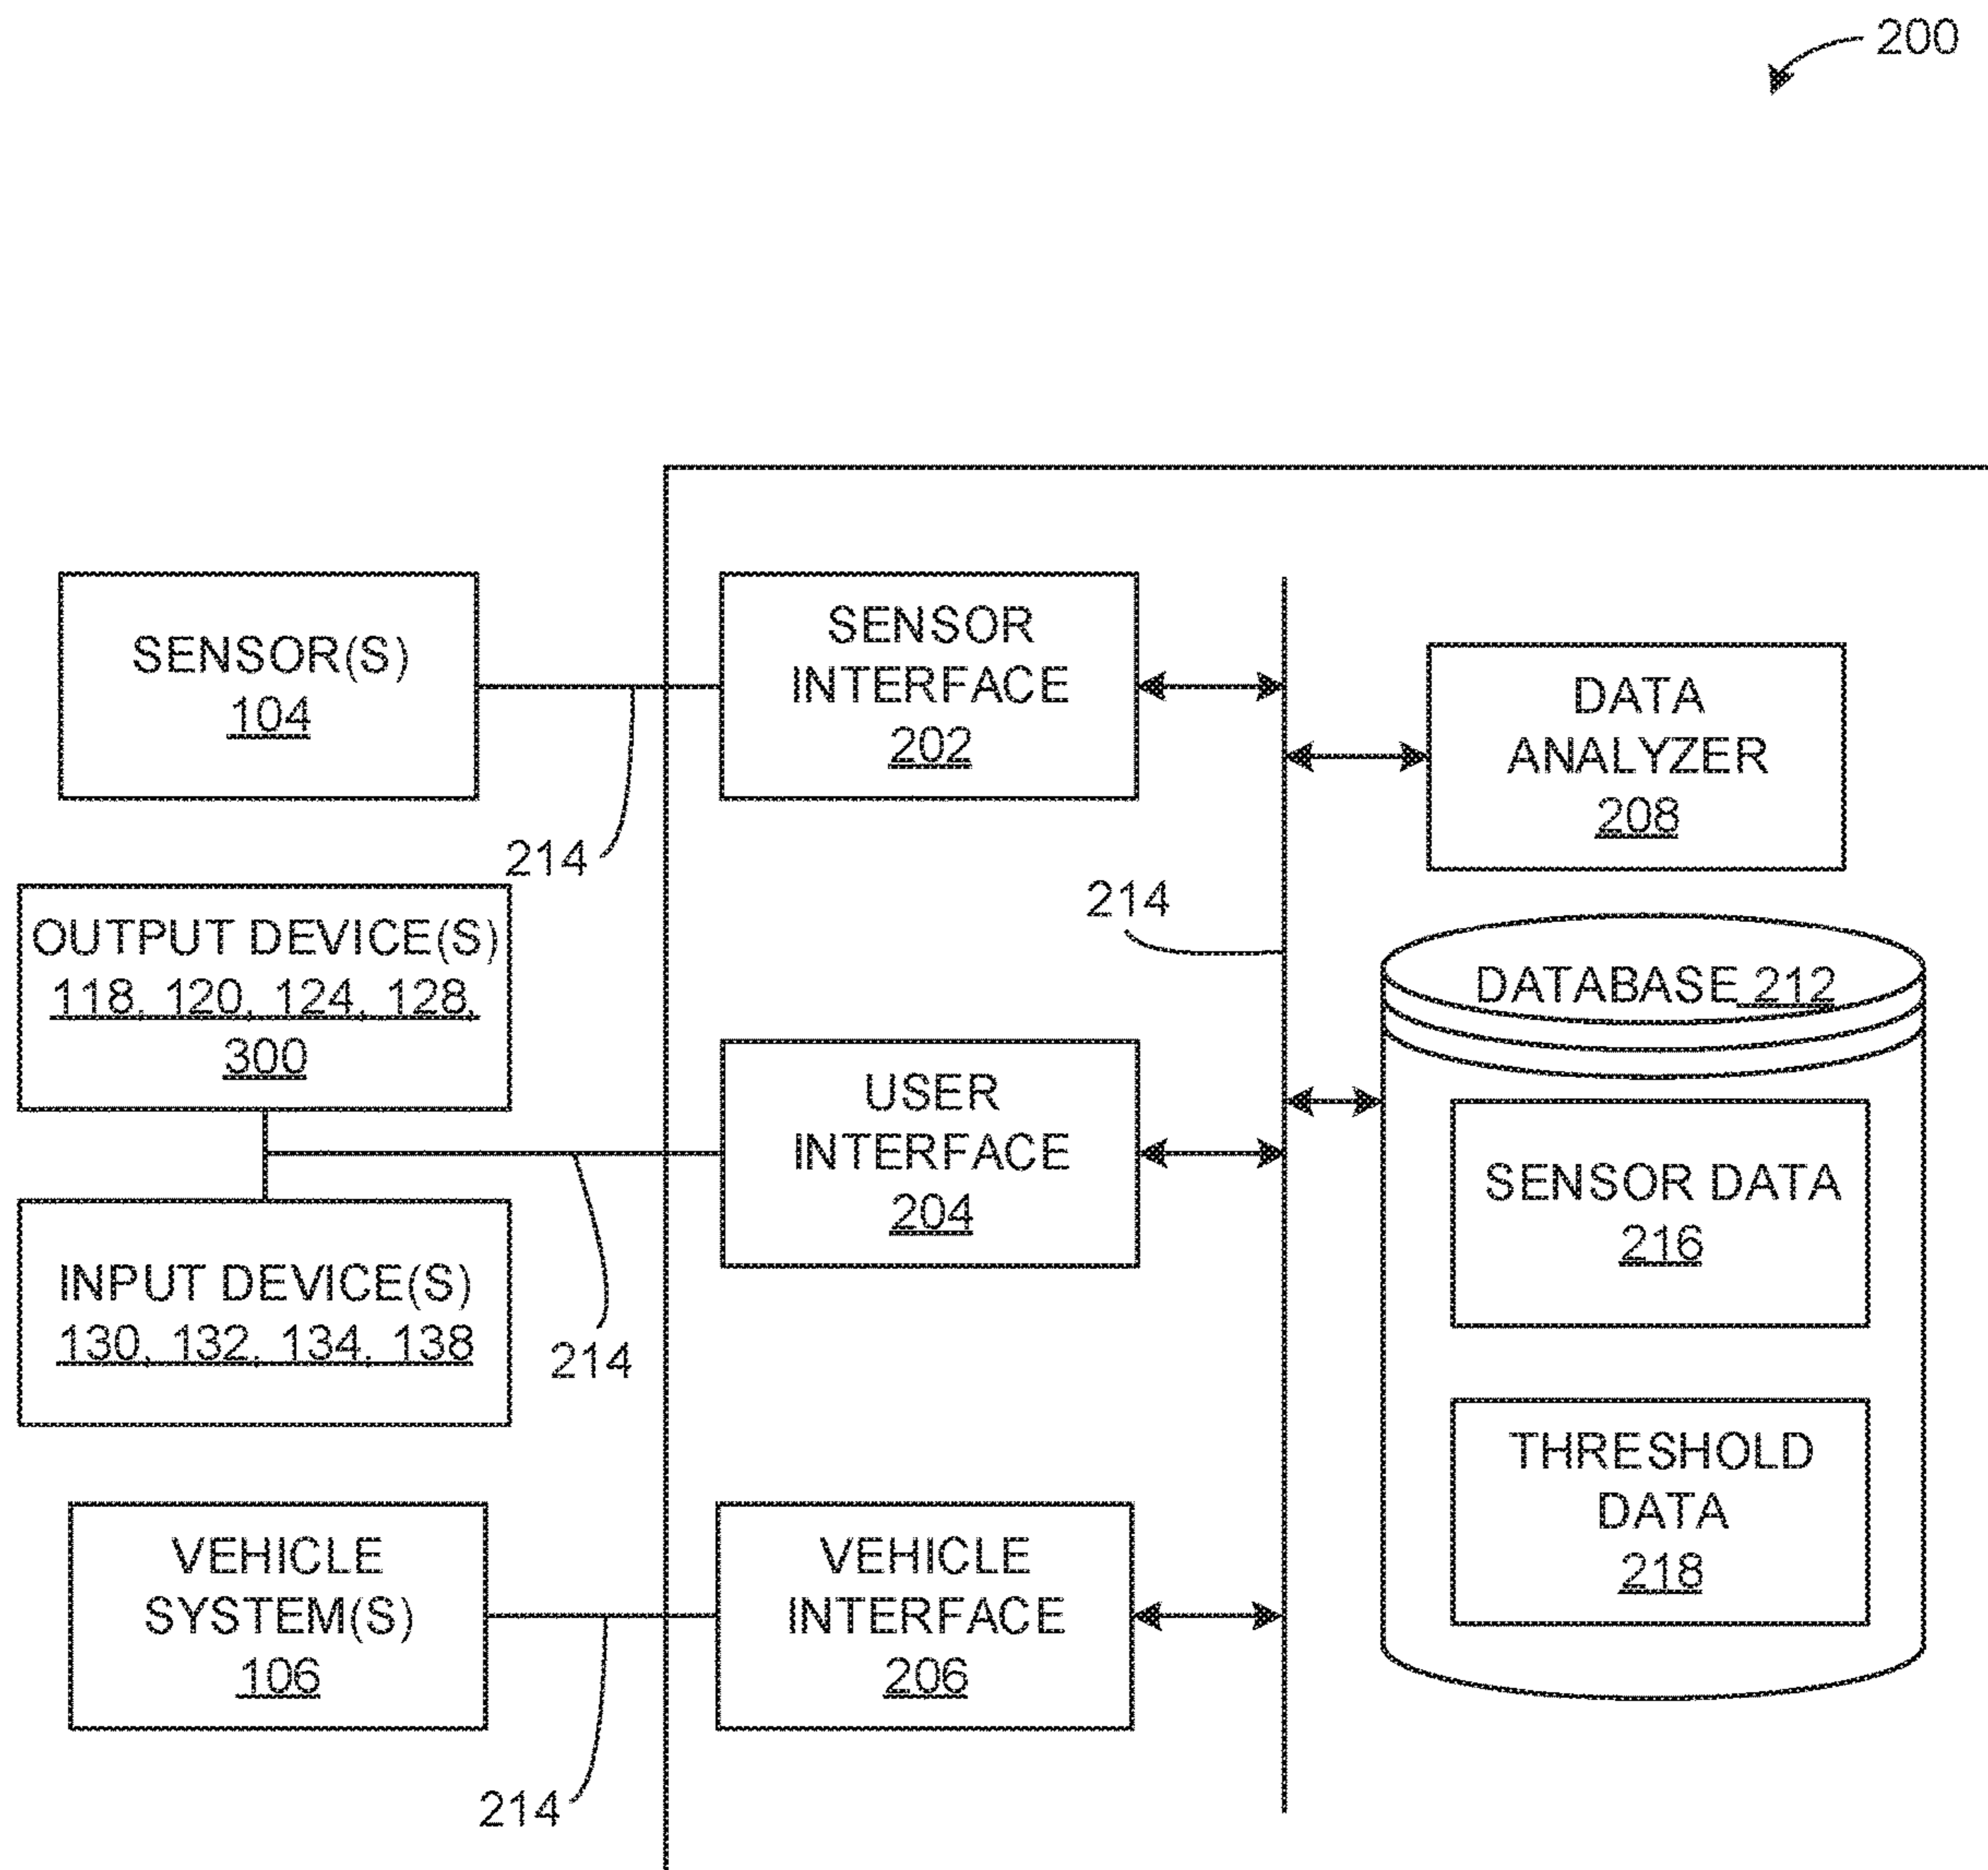 200
SENSOR(S)
104
SENSOR
INTERFACE
202
DATA
ANALYZER
208
214
214
OUTPUT DEVICE(S)
118, 120, 124, 128,
300
DATABASE 212
USER
INTERFACE
204
SENSOR DATA
216
INPUT DEVICE(S)
130, 132, 134, 138
214
THRESHOLD
DATA
218
VEHICLE
SYSTEM(S)
106
VEHICLE
INTERFACE
206
214